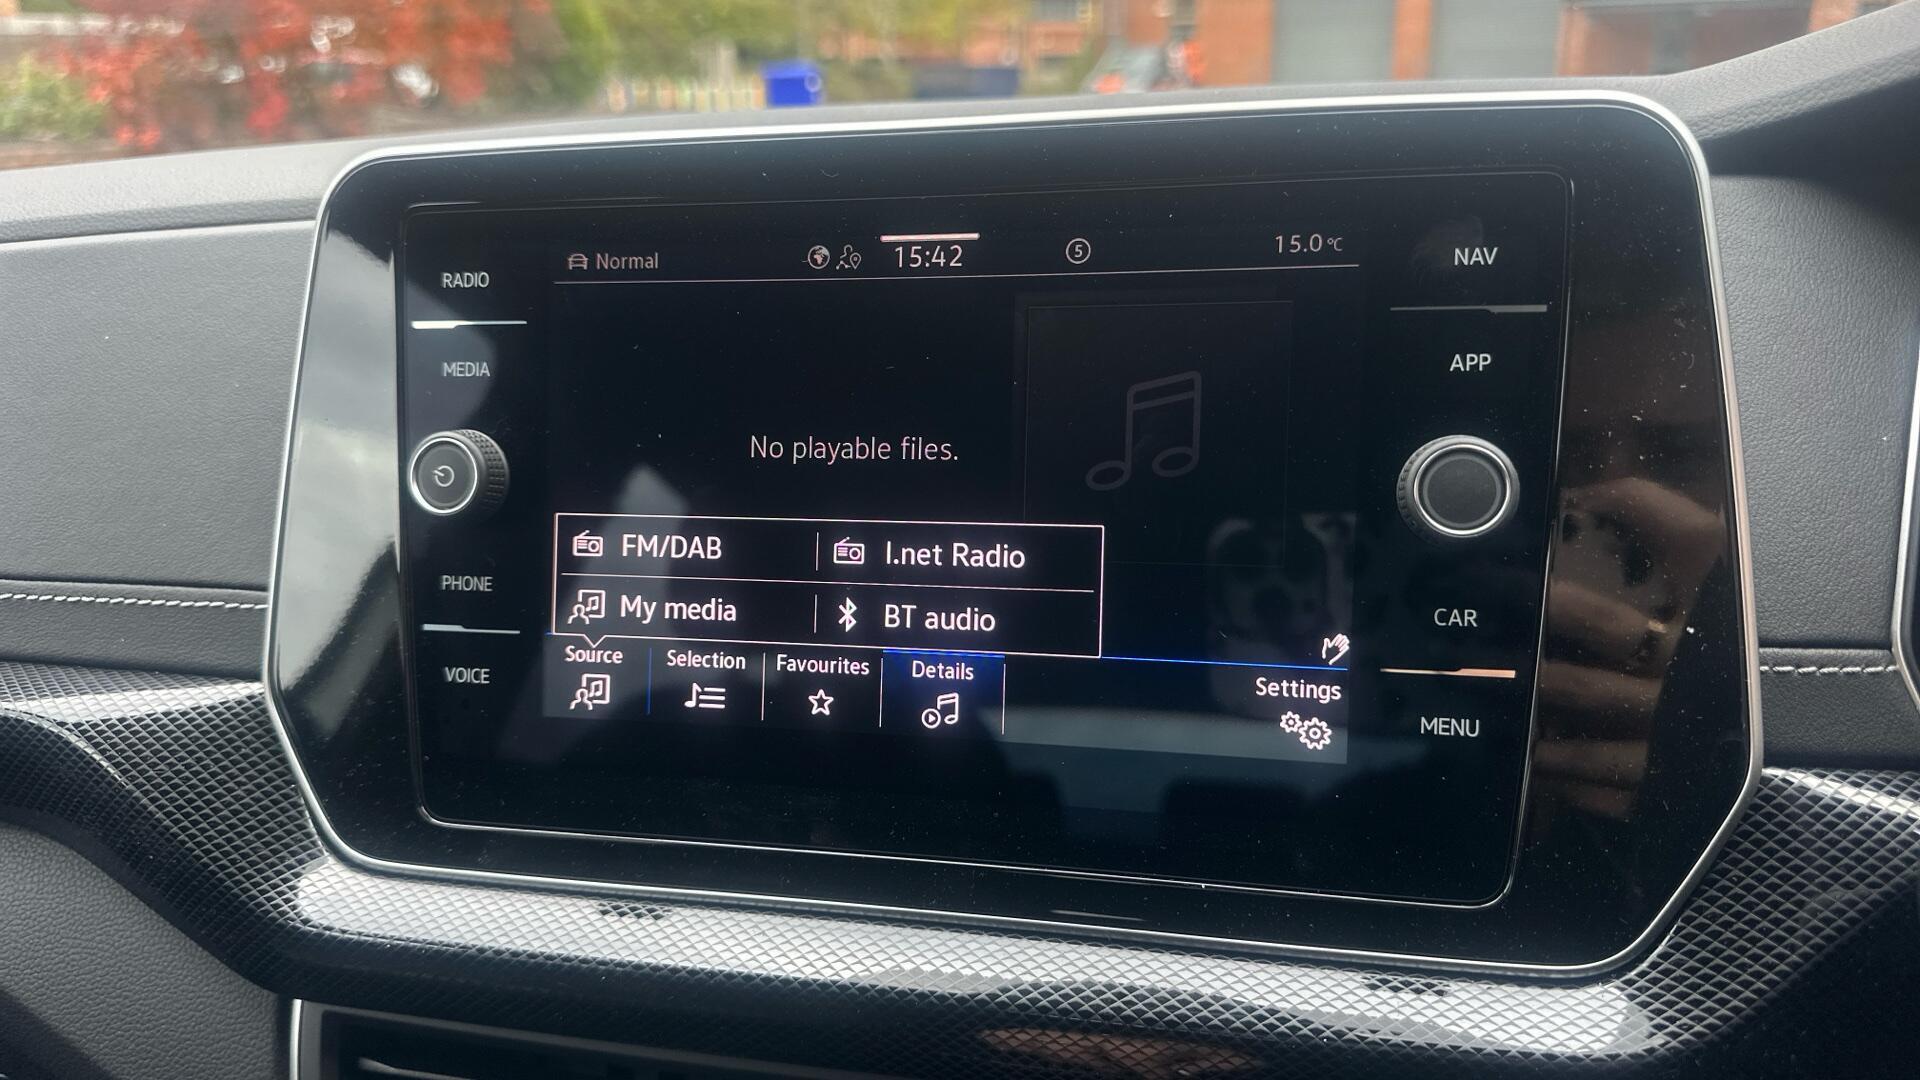 RADIO
MEDIA
PHONE
VOICE
Normal
15:42
5
15.0°C
No playable files.
FM/DAB
I.net Radio
My media
BT audio
Source
Selection
Favourites
Details
Settings
NAV
APP
CAR
MENU